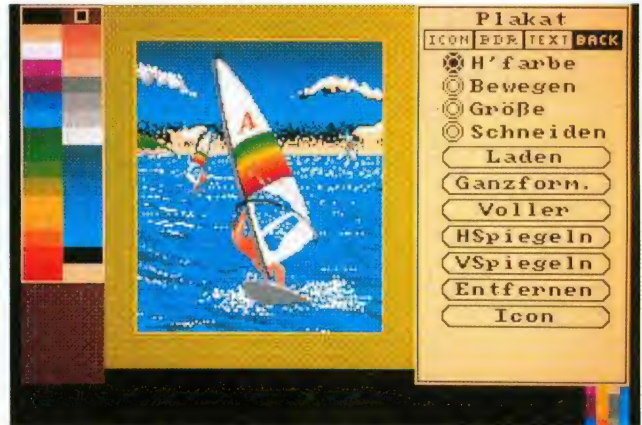 Plakat
ICON BDR TEXT BACK
H'farbe
Bewegen
Größe
Schneiden
Laden
Ganzform.
Voller
HSpiegeln
VSpiegeln
Entfernen
Icon
A